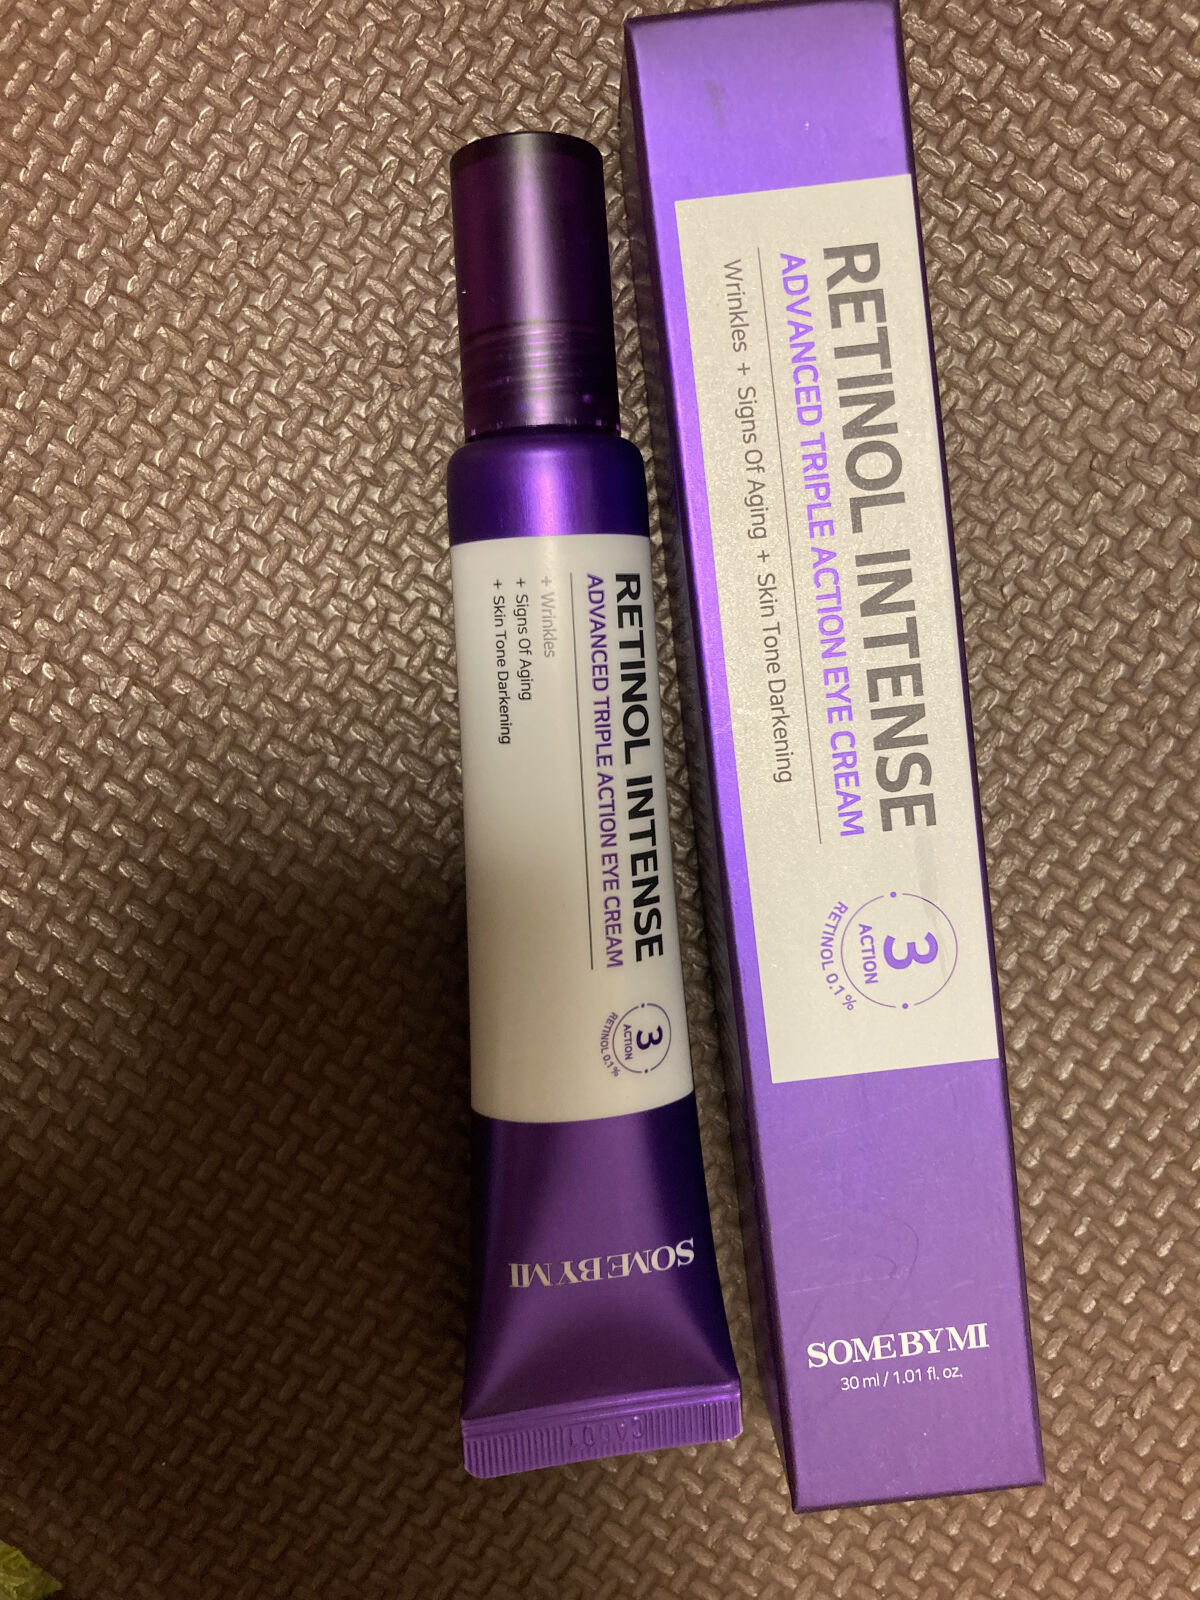 RETINOL INTENSE
ADVANCED TRIPLE ACTION EYE CREAM
+ Wrinkles
+ Signs Of Aging
+ Skin Tone Darkening
3
ACTION
RETINOL 0.1%
SOME BY MI
RETINOL INTENSE
ADVANCED TRIPLE ACTION EYE CREAM
Wrinkles + Signs Of Aging + Skin Tone Darkening
3
ACTION
RETINOL 0.1%
SOME BY MI
30 ml / 1.01 fl. oz.